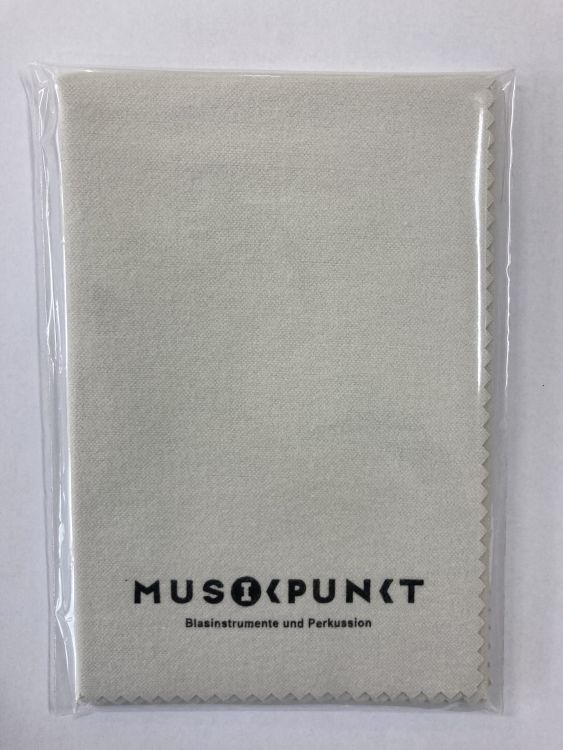 MUSIKPUNKT
Blasinstrumente und Perkussion